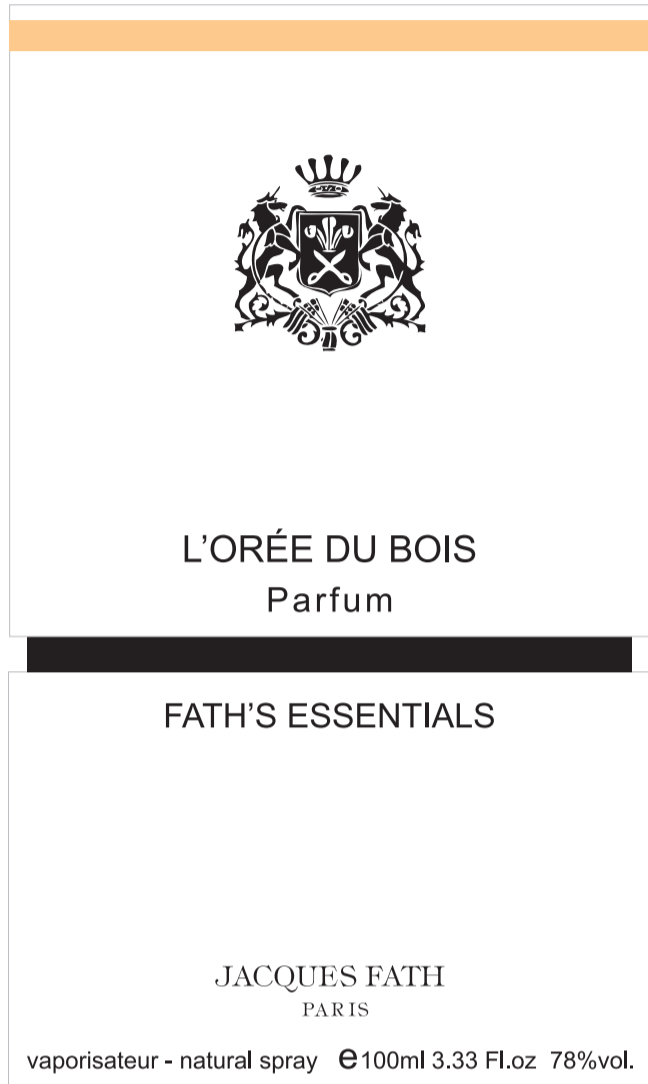 L’ORÉE DU BOIS
Parfum
FATH’S ESSENTIALS
JACQUES FATH
PARIS
vaporisateur - natural spray ℮100ml 3.33 Fl.oz 78%vol.